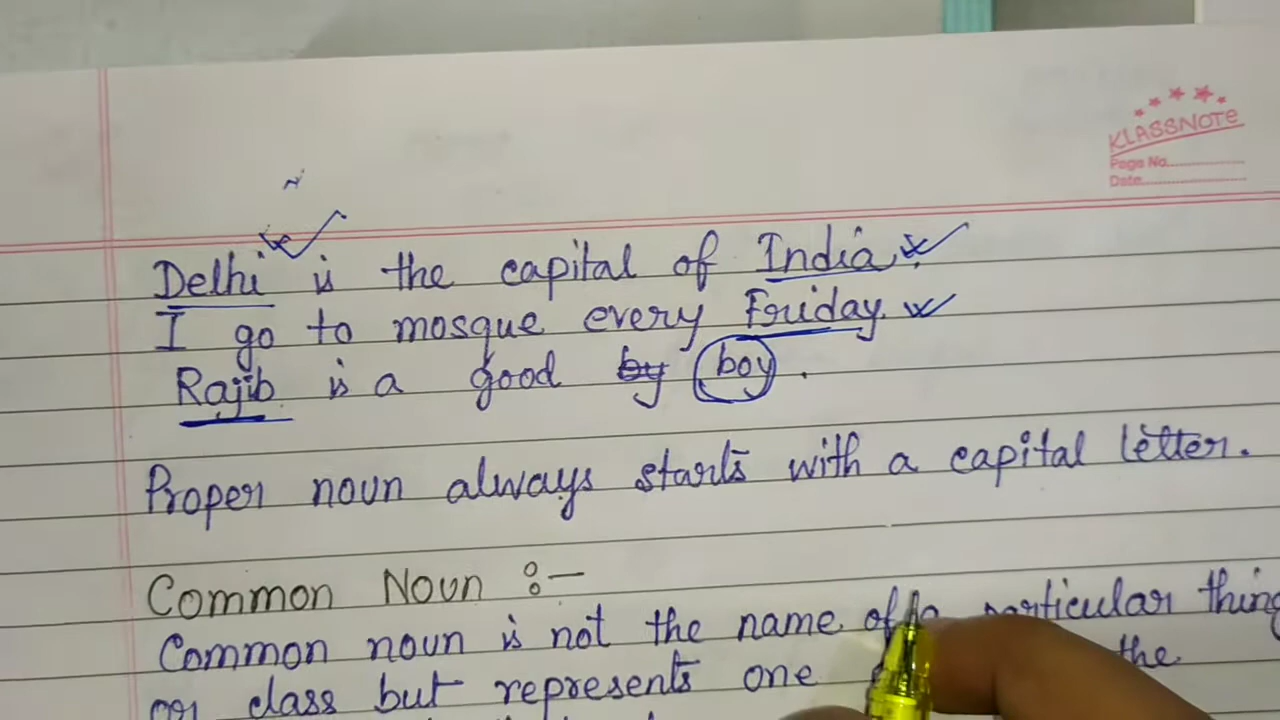 KLASSNOTE
Page No.
Date
Delhi is the capital of India
I go to mosque every Friday.
Rajib is a good by boy.
Proper noun always starts with a capital letter.
Common Noun :-
Common noun is not the name of a particular thing
or class but represents one the